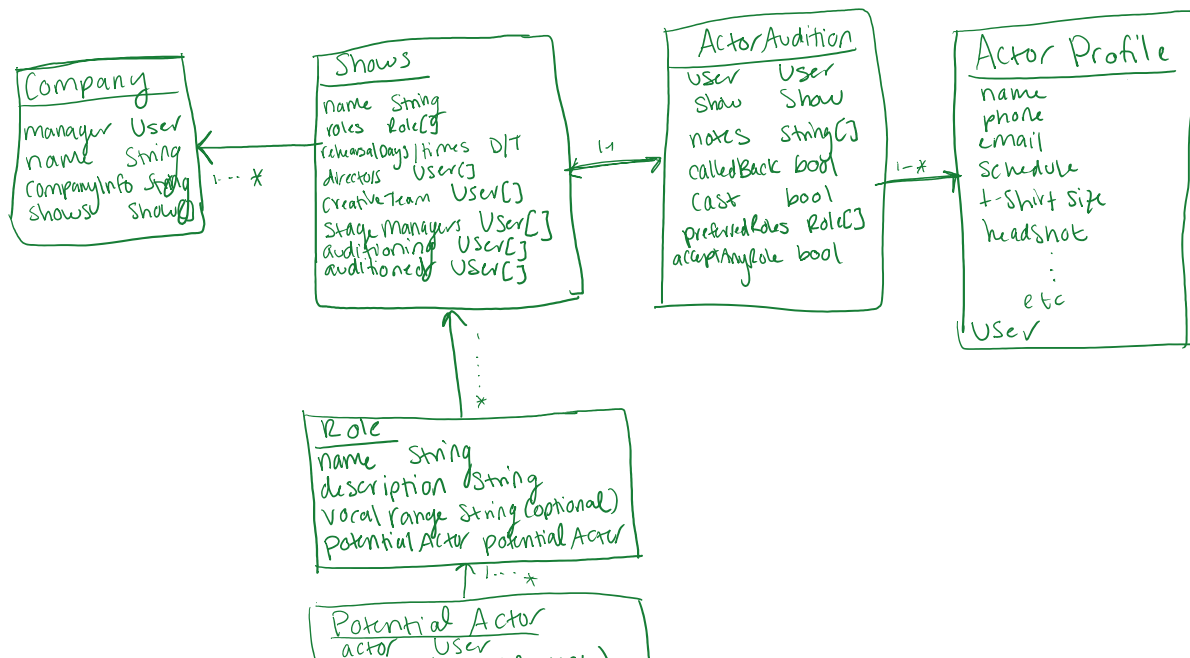 Company
manager User
name String
companyInfo String
shows Show[]
1...*
Shows
name String
roles Role[]
rehearsalDays/times D/T
directors User[]
CreativeTeam User[]
Stage Managers User[]
auditioning User[]
auditioned User[]
1-1
ActorAudition
user User
Show Show
notes String[]
calledBack bool
Cast bool
preferredRoles Role[]
acceptAnyRole bool
1-*
Actor Profile
name
phone
email
Schedule
t-Shirt Size
headshot
⋮
etc
User
1...*
Role
name String
description String
vocal range String (optional)
potentialActor potentialActor
1...*
Potential Actor
actor User